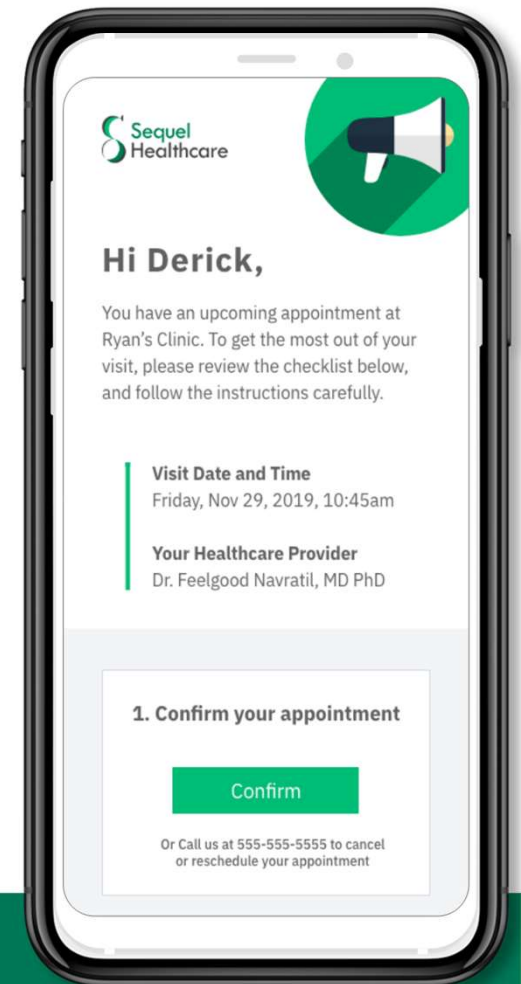 Sequel
Healthcare
Hi Derick,
You have an upcoming appointment at
Ryan's Clinic. To get the most out of your
visit, please review the checklist below,
and follow the instructions carefully.
Visit Date and Time
Friday, Nov 29, 2019, 10:45am
Your Healthcare Provider
Dr. Feelgood Navratil, MD PhD
1. Confirm your appointment
Confirm
Or Call us at 555-555-5555 to cancel
or reschedule your appointment